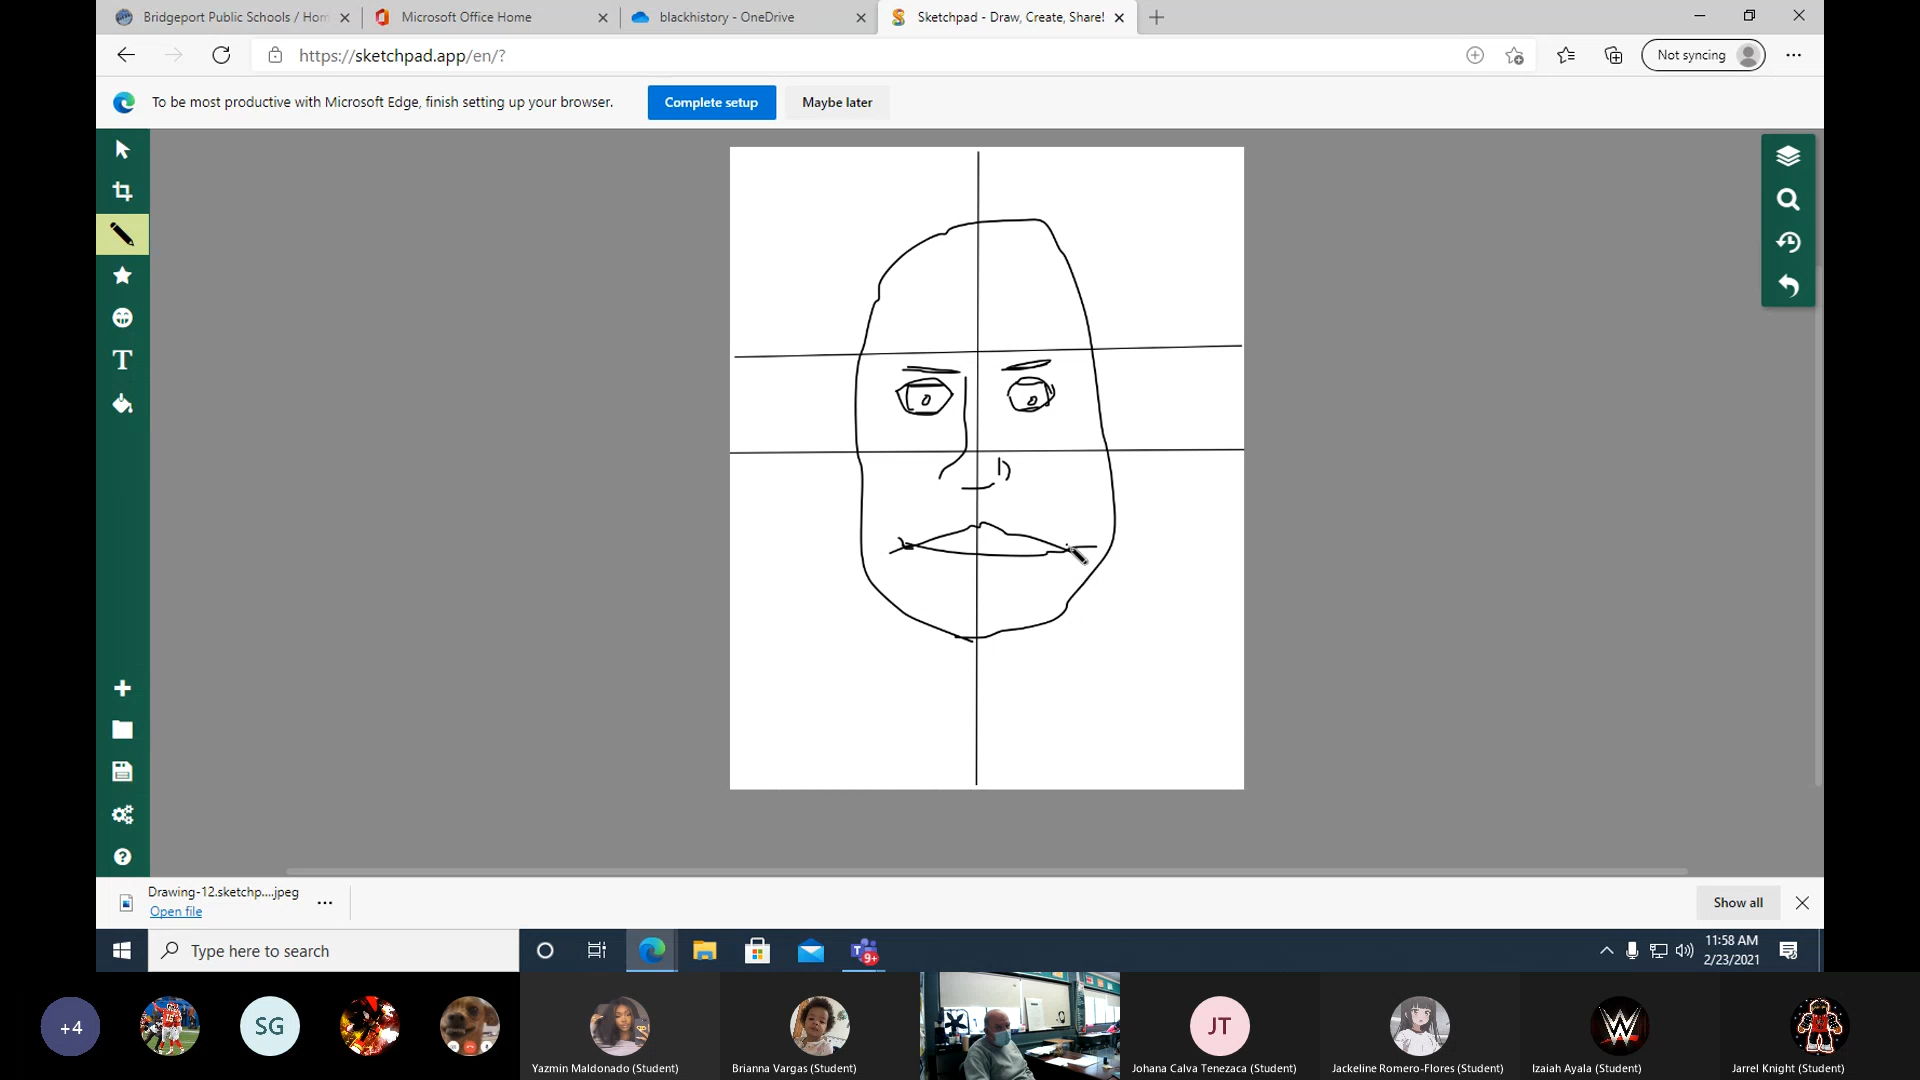 Bridgeport Public Schools / Hom
Microsoft Office Home
blackhistory - OneDrive
Sketchpad - Draw, Create, Share!
https://sketchpad.app/en/?
Not syncing
To be most productive with Microsoft Edge, finish setting up your browser.
Complete setup
Maybe later
T
?
Drawing-12.sketchp....jpeg
Open file
Show all
Type here to search
9+
11:58 AM
2/23/2021
+4
SG
JT
W
Yazmin Maldonado (Student)
Brianna Vargas (Student)
Johana Calva Tenezaca (Student)
Jackeline Romero-Flores (Student)
Izaiah Ayala (Student)
Jarrel Knight (Student)